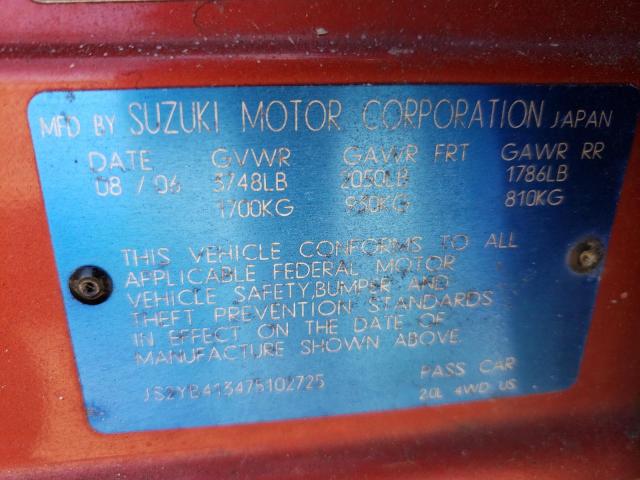 MFD BY SUZUKI MOTOR CORPORATION JAPAN
DATE GVWR GAWR FRT GAWR RR
08 / 06 3748LB 2050LB 1786LB
1700KG 930KG 810KG
THIS VEHICLE CONFORMS TO ALL
APPLICABLE FEDERAL MOTOR
VEHICLE SAFETY,BUMPER AND
THEFT PREVENTION STANDARDS
IN EFFECT ON THE DATE OF
MANUFACTURE SHOWN ABOVE.
JS2YB413475102725 PASS CAR
2.0L 4WD US